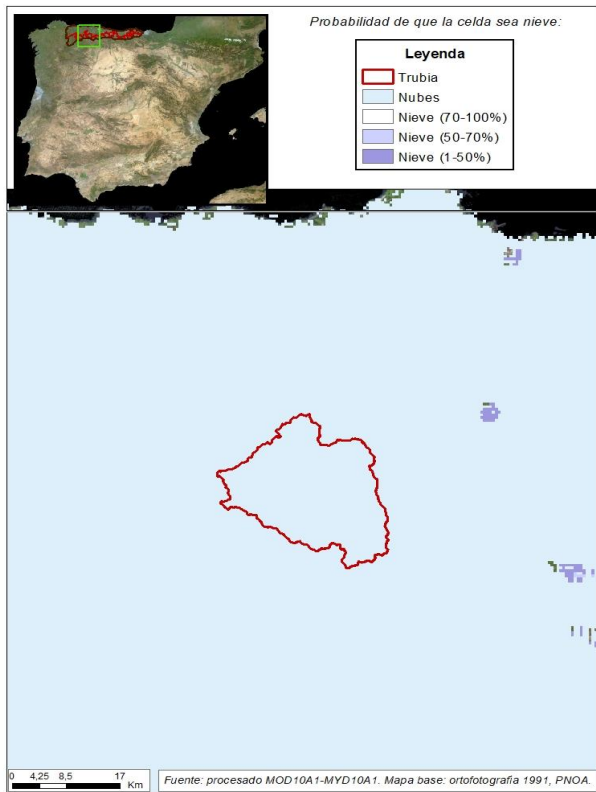 Probabilidad de que la celda sea nieve:
Leyenda
Trubia
Nubes
Nieve (70-100%)
Nieve (50-70%)
Nieve (1-50%)
0 4,25 8,5 17
Km
Fuente: procesado MOD10A1-MYD10A1. Mapa base: ortofotografía 1991, PNOA.